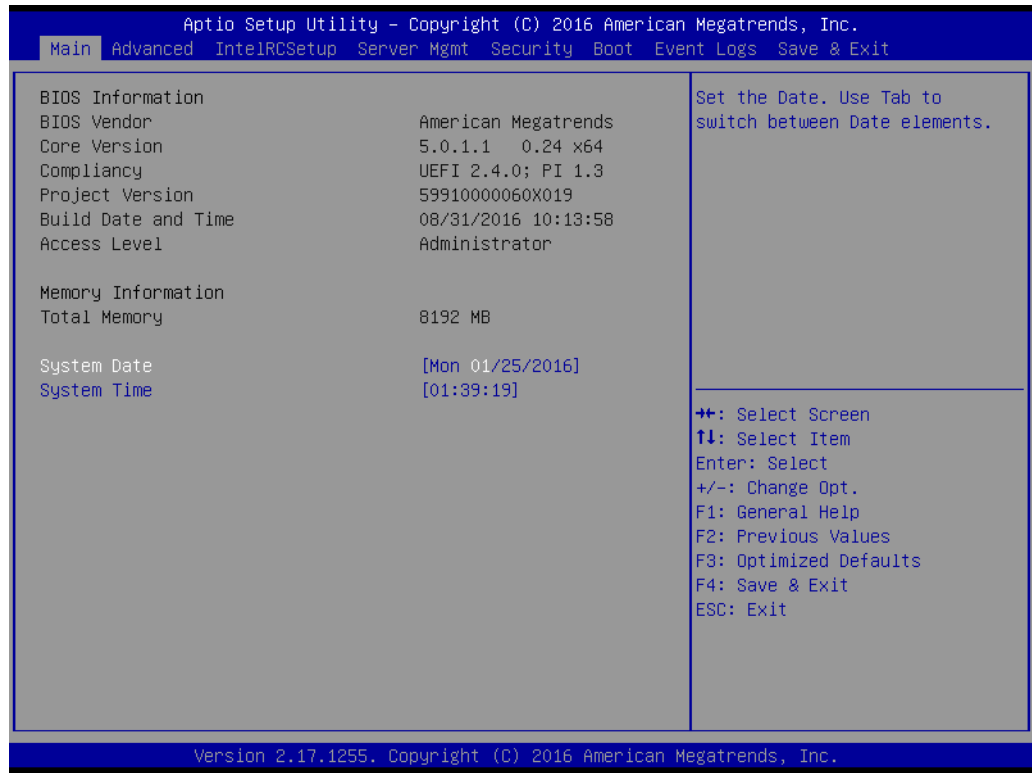 Aptio Setup Utility – Copyright (C) 2016 American Megatrends, Inc.
Main Advanced IntelRCSetup Server Mgmt Security Boot Event Logs Save & Exit
BIOS Information
BIOS Vendor American Megatrends
Core Version 5.0.1.1 0.24 x64
Compliancy UEFI 2.4.0; PI 1.3
Project Version 59910000060X019
Build Date and Time 08/31/2016 10:13:58
Access Level Administrator
Memory Information
Total Memory 8192 MB
System Date [Mon 01/25/2016]
System Time [01:39:19]
Set the Date. Use Tab to
switch between Date elements.
→←: Select Screen
↑↓: Select Item
Enter: Select
+/-: Change Opt.
F1: General Help
F2: Previous Values
F3: Optimized Defaults
F4: Save & Exit
ESC: Exit
Version 2.17.1255. Copyright (C) 2016 American Megatrends, Inc.